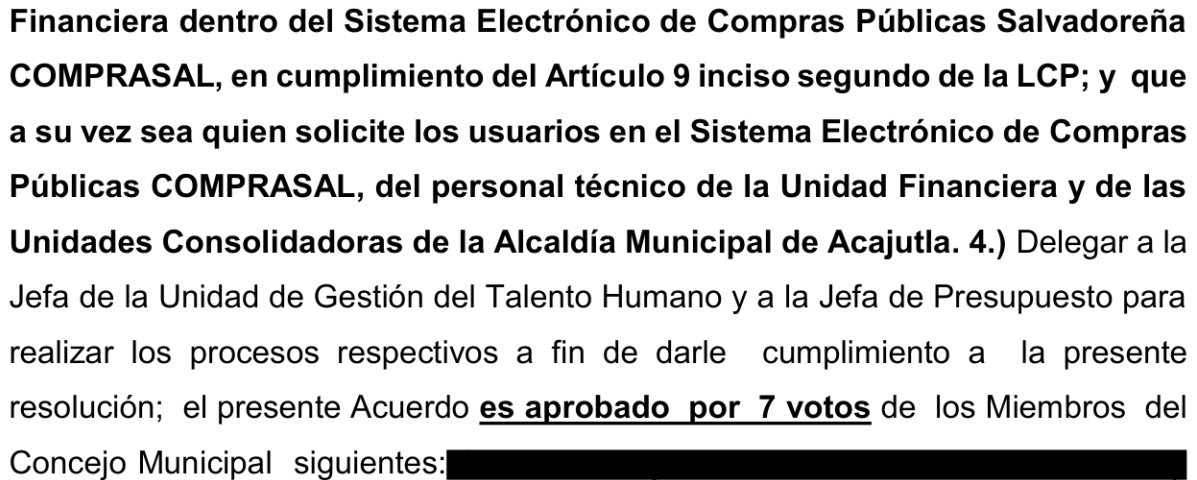 Financiera dentro del Sistema Electrónico de Compras Públicas Salvadoreña
COMPRASAL, en cumplimiento del Artículo 9 inciso segundo de la LCP; y que
a su vez sea quien solicite los usuarios en el Sistema Electrónico de Compras
Públicas COMPRASAL, del personal técnico de la Unidad Financiera y de las
Unidades Consolidadoras de la Alcaldía Municipal de Acajutla. 4.) Delegar a la
Jefa de la Unidad de Gestión del Talento Humano y a la Jefa de Presupuesto para
realizar los procesos respectivos a fin de darle cumplimiento a la presente
resolución; el presente Acuerdo es aprobado por 7 votos de los Miembros del
Concejo Municipal siguientes: